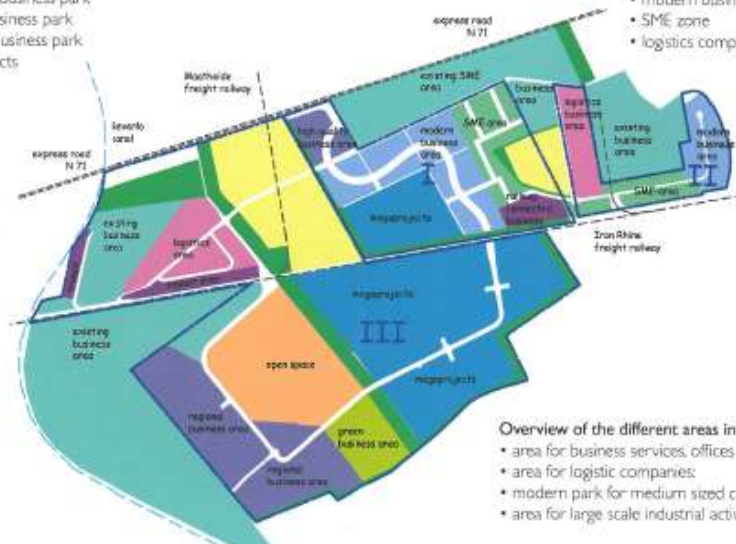 business park
business park
business park
cts
• modern busin
• SME zone
• logistics comp
express road
N 71
Maatheide
freight railway
existing SME
area
business
area
logistics
business
area
existing
business
area
modern
business
area
II
SME-area
SME-area
high quality
business area
modern
business
area
I
megaprojects
railway
connected
business
Iron Rhine
freight railway
express road
N 71
canal
existing
business
area
logistics
area
existing
business
area
megaprojects
III
megaprojects
open space
regional
business area
regional
business area
green
business area
Overview of the different areas in
• area for business services, offices
• area for logistic companies;
• modern park for medium sized c
• area for large scale industrial activ